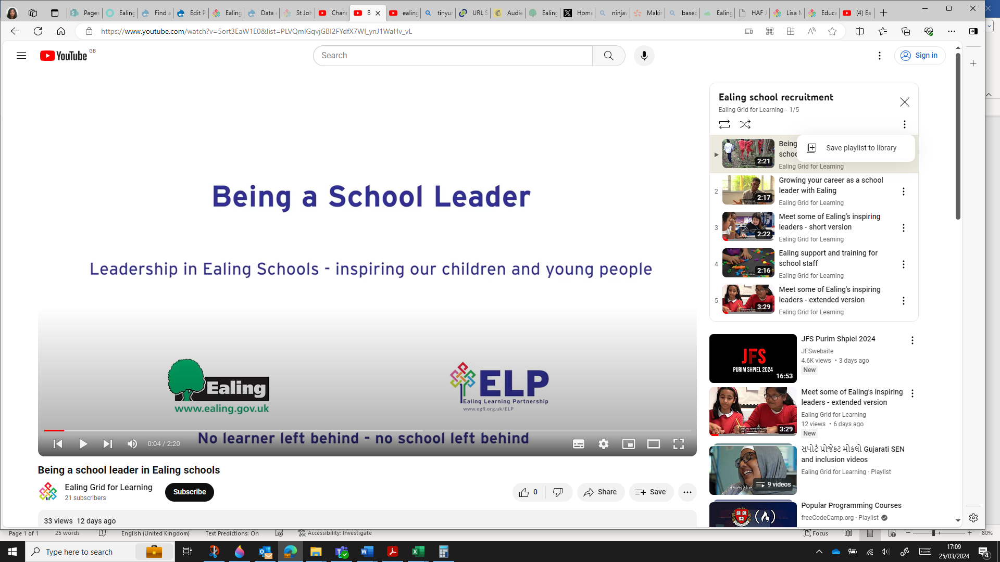 Pages
Ealing
Find a
Edit P
Ealing
Data e
St Joh
Chann
B
ealing
tinyur
URL S
Audie
Ealing
Home
ninjav
Makin
basec
Ealing
HAF J
Lisa M
Educa
(4) Ea
https://www.youtube.com/watch?v=5ort3EaW1E0&list=PLVQmIGqvjGBI2FYdfX7WI_ynJ1WaHv_vL
YouTube GB
Search
Sign in
Being a School Leader
Leadership in Ealing Schools - inspiring our children and young people
Ealing
www.ealing.gov.uk
ELP
Ealing Learning Partnership
www.egfl.org.uk/ELP
No learner left behind - no school left behind
0:04 / 2:20
Being a school leader in Ealing schools
Ealing Grid for Learning
21 subscribers
Subscribe
0
Share
Save
33 views 12 days ago
Ealing school recruitment
Ealing Grid for Learning - 1/5
Save playlist to library
Being
schoo
Ealing Grid for Learning
2:21
2
Growing your career as a school
leader with Ealing
Ealing Grid for Learning
2:17
3
Meet some of Ealing's inspiring
leaders - short version
Ealing Grid for Learning
2:22
4
Ealing support and training for
school staff
Ealing Grid for Learning
2:16
5
Meet some of Ealing's inspiring
leaders - extended version
Ealing Grid for Learning
3:29
JFS
PURIM SHPIEL 2024
16:53
JFS Purim Shpiel 2024
JFSwebsite
4.6K views • 3 days ago
New
3:29
Meet some of Ealing's inspiring
leaders - extended version
Ealing Grid for Learning
12 views • 6 days ago
New
9 videos
સપોર્ટ પ્રોજેક્ટ મોકલો Gujarati SEN
and inclusion videos
Ealing Grid for Learning · Playlist
Popular Programming Courses
freeCodeCamp.org · Playlist
Page 1 of 1
25 words
English (United Kingdom)
Text Predictions: On
Accessibility: Investigate
Focus
80%
Type here to search
17:09
25/03/2024
4